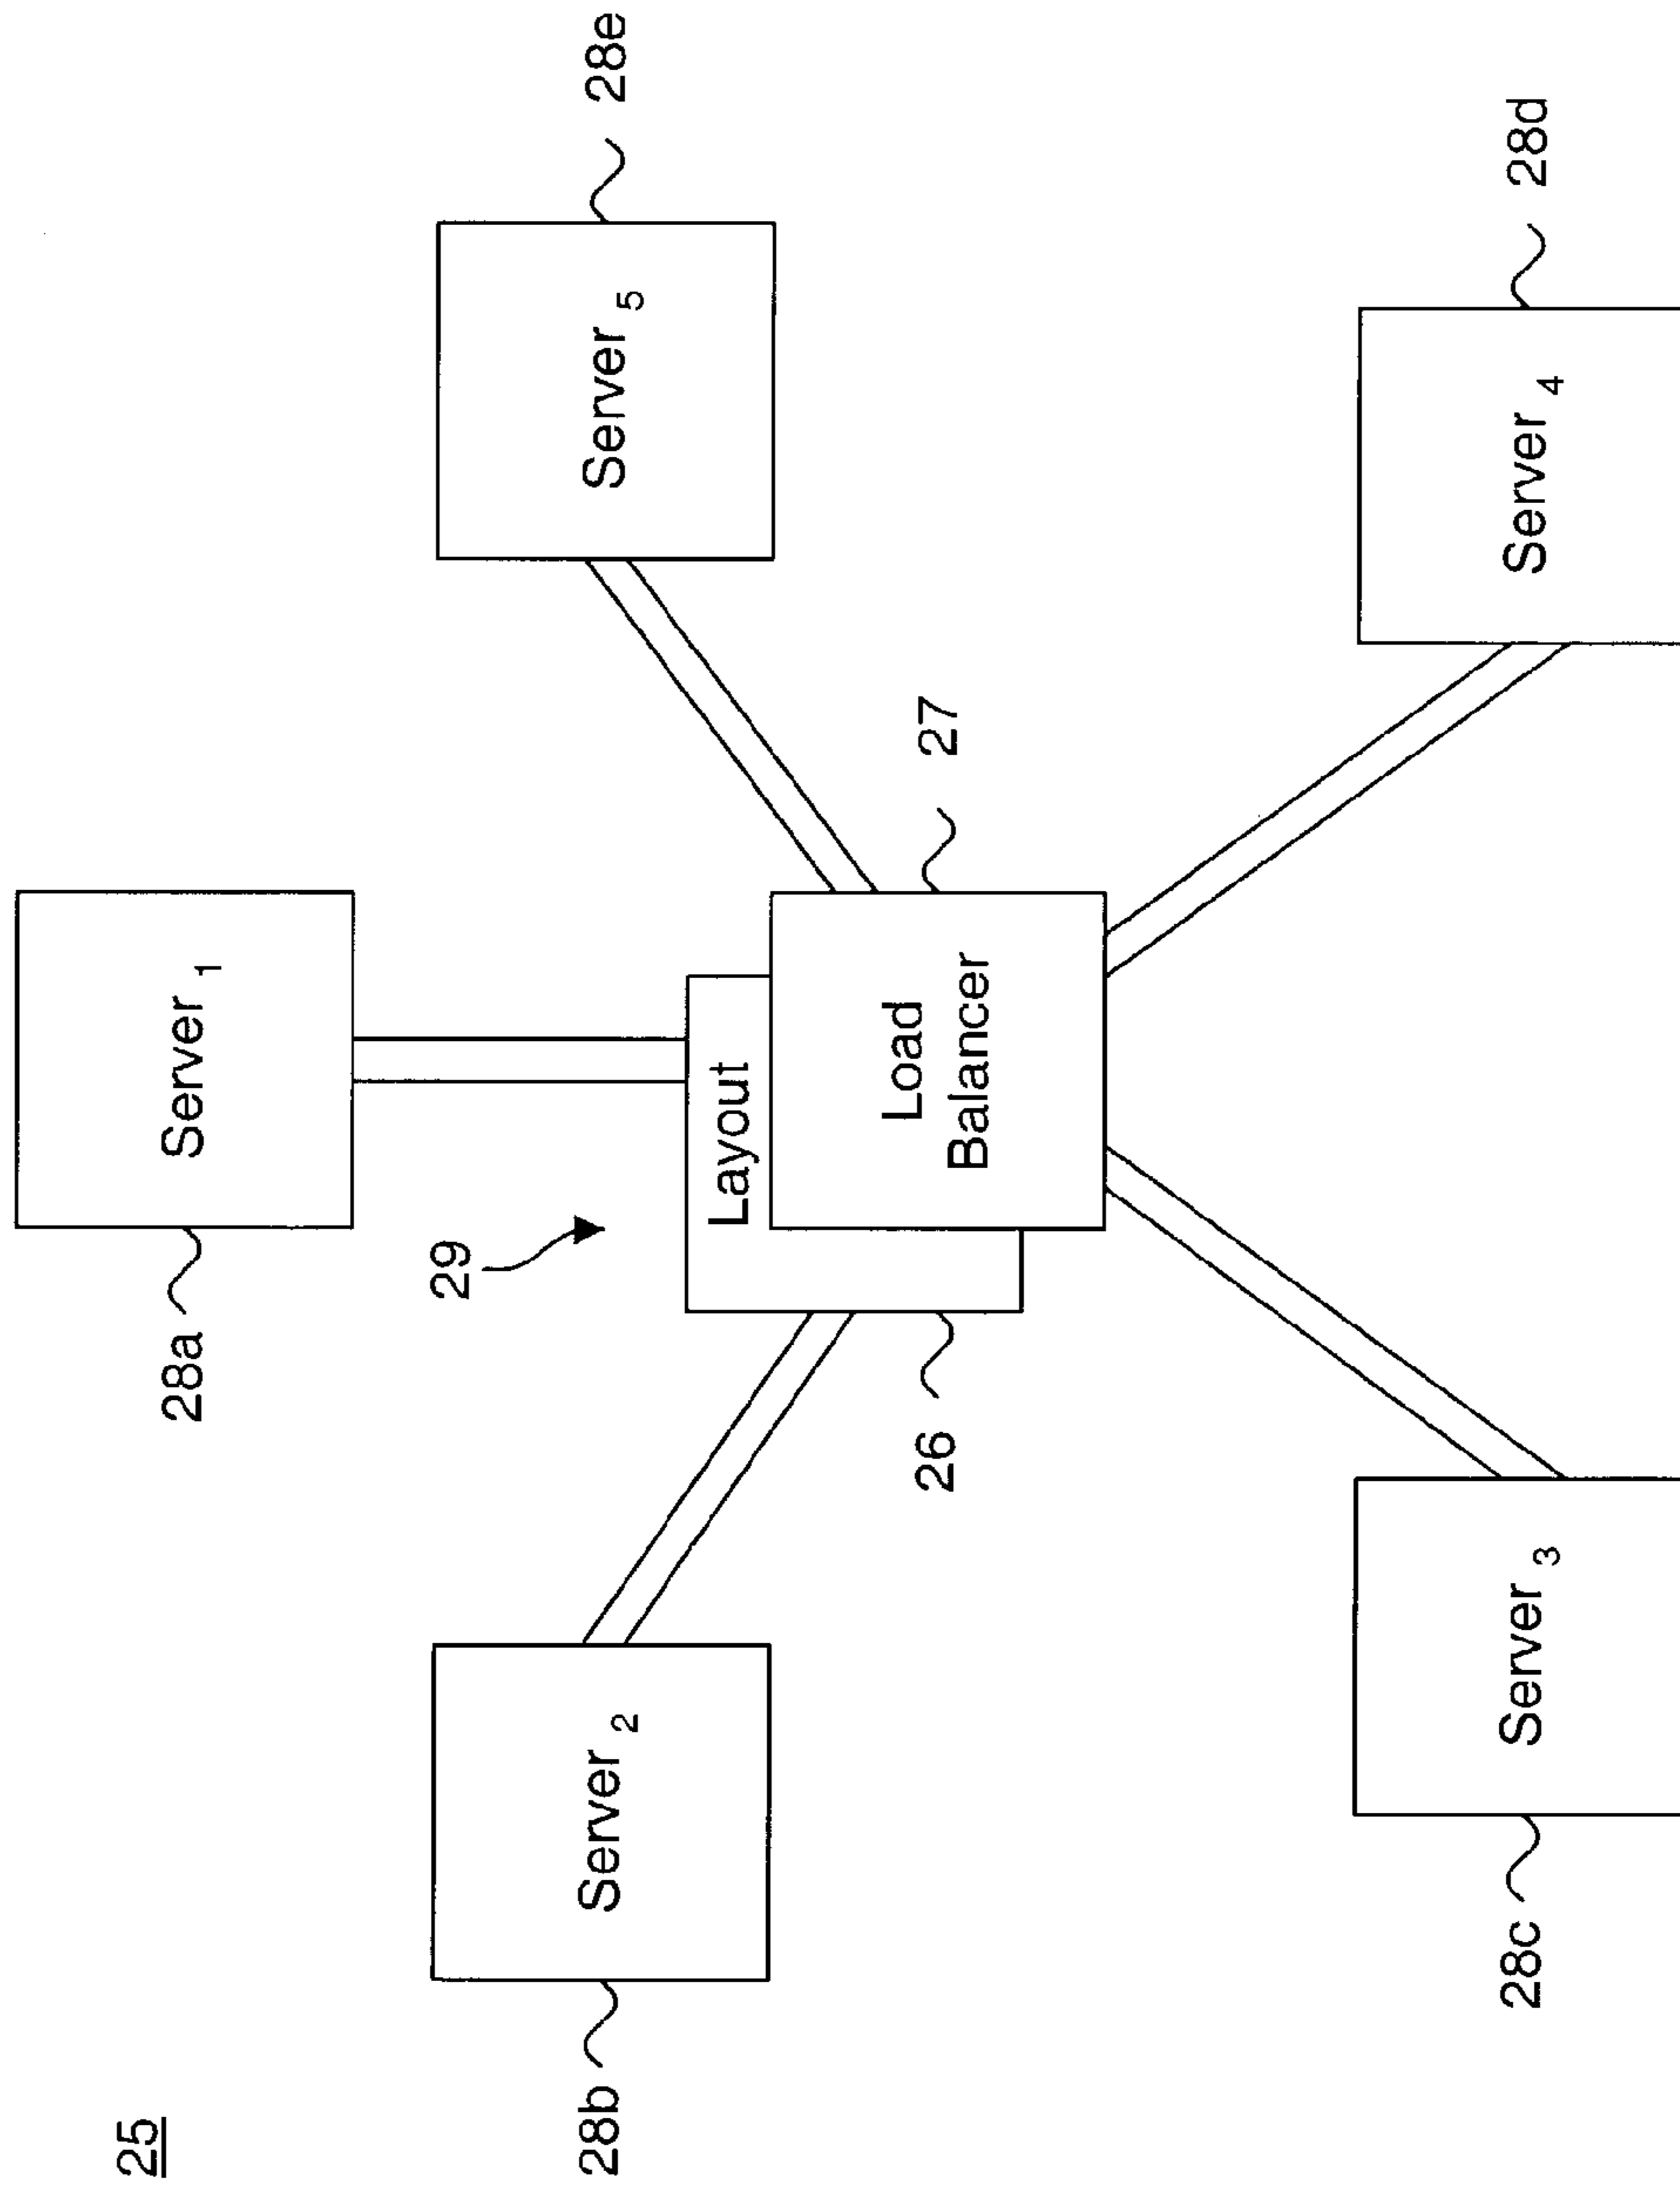 25
Server 1
28a
29
Server 2
28b
Server 5
28e
Layout
Load
Balancer
26
27
Server 3
28c
Server 4
28d